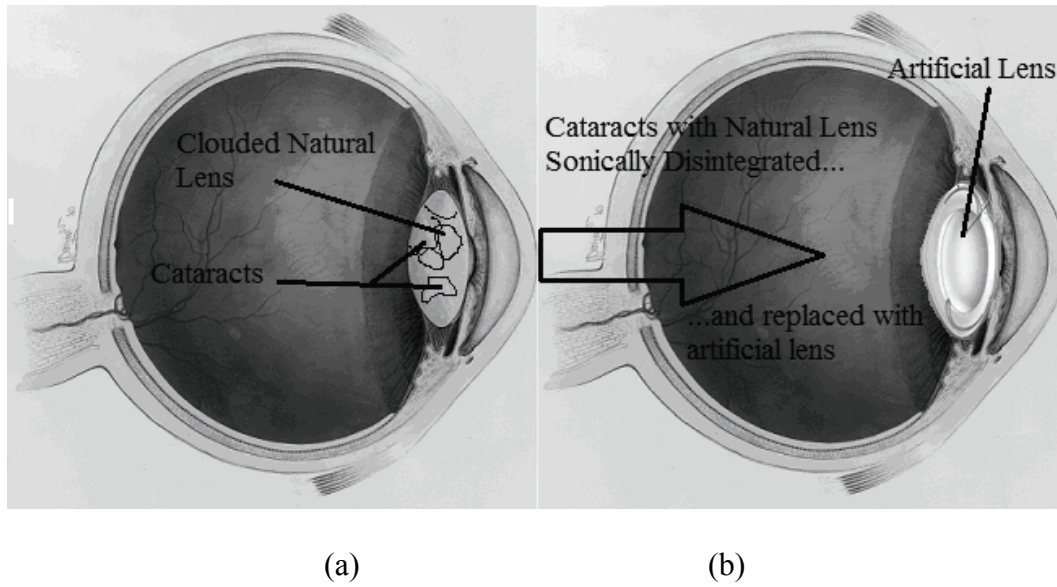 Clouded Natural
Lens
Cataracts
Artificial Lens
Cataracts with Natural Lens
Sonically Disintegrated...
...and replaced with
artificial lens
(a)
(b)